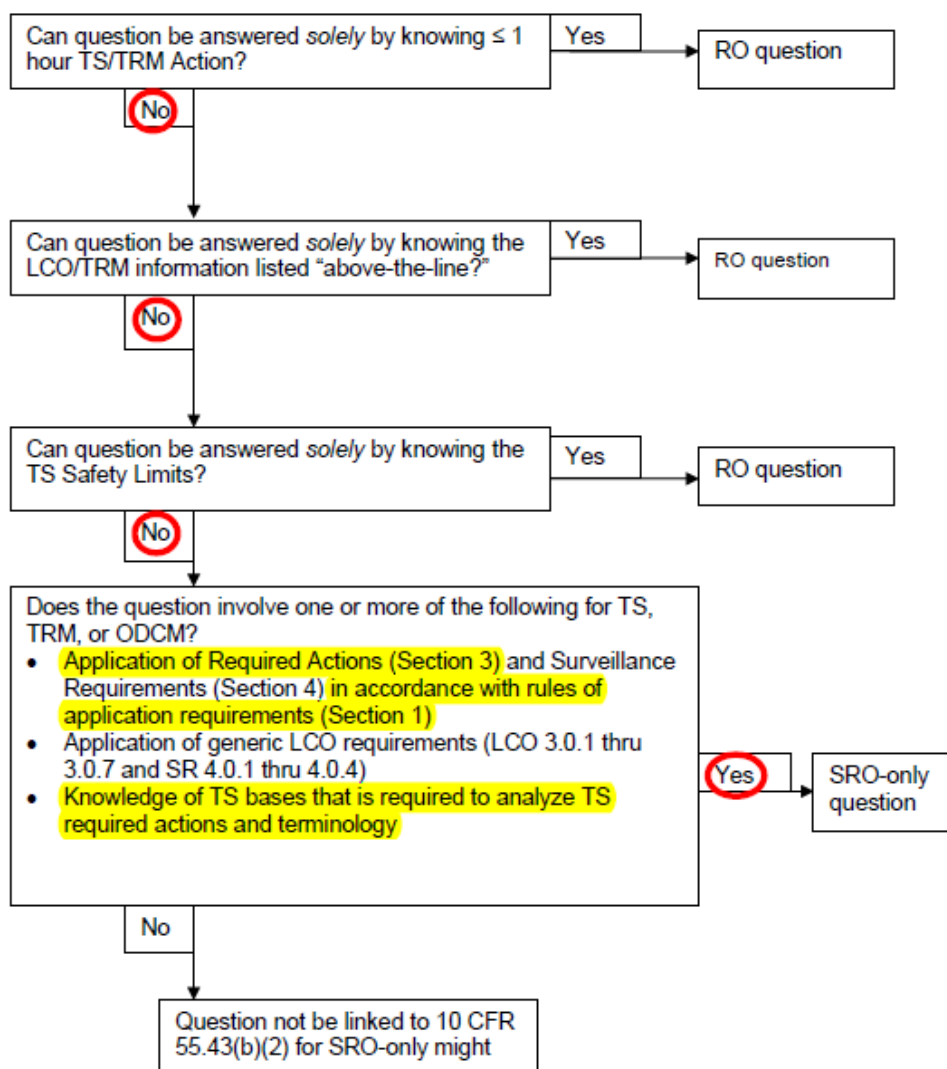 Can question be answered solely by knowing ≤ 1
hour TS/TRM Action?
Yes
RO question
No
Can question be answered solely by knowing the
LCO/TRM information listed “above-the-line?”
Yes
RO question
No
Can question be answered solely by knowing the
TS Safety Limits?
Yes
RO question
No
Does the question involve one or more of the following for TS,
TRM, or ODCM?
• Application of Required Actions (Section 3) and Surveillance
Requirements (Section 4) in accordance with rules of
application requirements (Section 1)
• Application of generic LCO requirements (LCO 3.0.1 thru
3.0.7 and SR 4.0.1 thru 4.0.4)
• Knowledge of TS bases that is required to analyze TS
required actions and terminology
Yes
SRO-only
question
No
Question not be linked to 10 CFR
55.43(b)(2) for SRO-only might